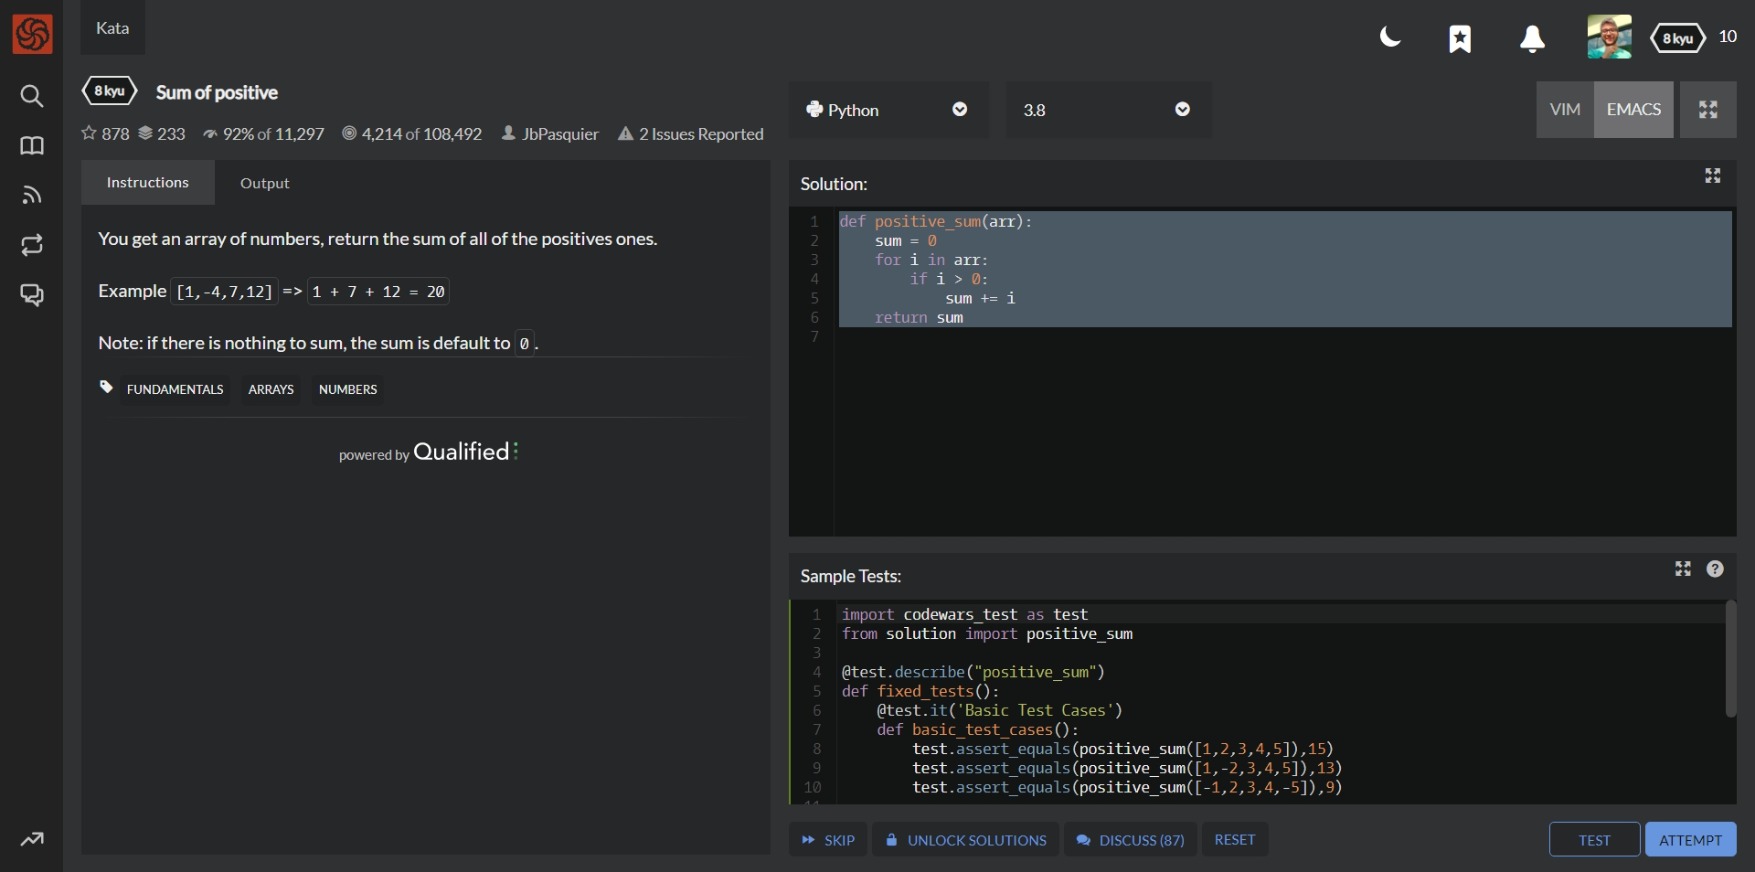 Kata
8 kyu
10
8 kyu Sum of positive
878 233 92% of 11,297 4,214 of 108,492 JbPasquier 2 Issues Reported
Python
3.8
VIM EMACS
Instructions Output
You get an array of numbers, return the sum of all of the positives ones.
Example [1,-4,7,12] => 1 + 7 + 12 = 20
Note: if there is nothing to sum, the sum is default to 0.
FUNDAMENTALS ARRAYS NUMBERS
powered by Qualified
Solution:
1 def positive_sum(arr):
2     sum = 0
3     for i in arr:
4         if i > 0:
5             sum += i
6     return sum
7
Sample Tests:
1 import codewars_test as test
2 from solution import positive_sum
3
4 @test.describe("positive_sum")
5 def fixed_tests():
6     @test.it('Basic Test Cases')
7     def basic_test_cases():
8         test.assert_equals(positive_sum([1,2,3,4,5]),15)
9         test.assert_equals(positive_sum([1,-2,3,4,5]),13)
10         test.assert_equals(positive_sum([-1,2,3,4,-5]),9)
SKIP UNLOCK SOLUTIONS DISCUSS (87) RESET TEST ATTEMPT